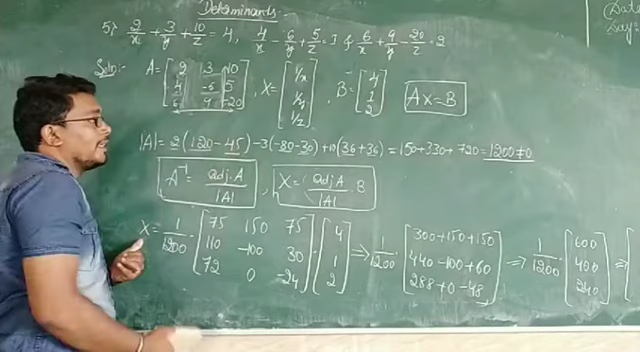 Determinants
5) 2/x + 3/y + 10/z = 4, 4/x - 6/y + 5/z = 1 & 6/x + 9/y - 20/z = 2
Soln:- A = [2 3 10; 4 -6 5; 6 9 -20], X = [1/x; 1/y; 1/z], B = [4; 1; 2] AX = B
|A| = 2(120-45) -3(-80-30) +10(36+36) = 150+330+720 = 1200≠0
A⁻¹ = adj.A/|A|, X = adj A/|A| . B
X = 1/1200 . [75 150 75; 110 -100 30; 72 0 -24] . [4; 1; 2] ⇒ 1/1200 . [300+150+150; 440-100+60; 288+0-48] ⇒ 1/1200 . [600; 400; 240] ⇒